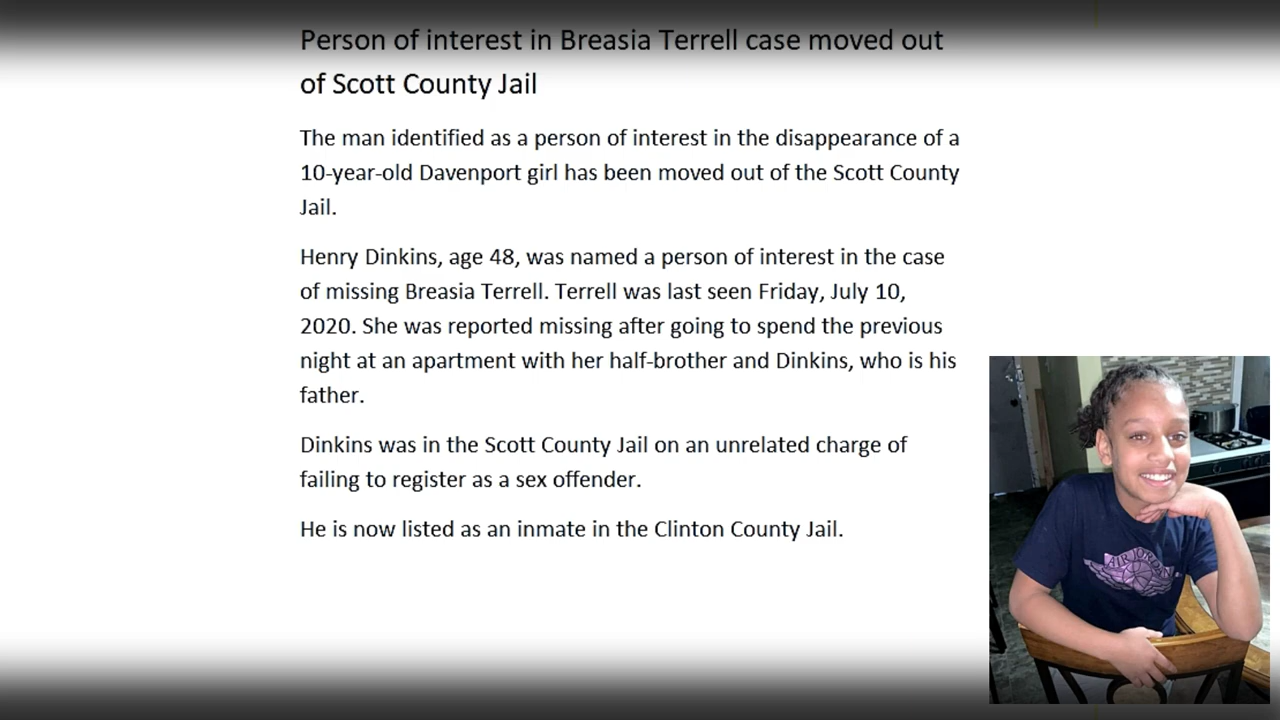 Person of interest in Breasia Terrell case moved out
of Scott County Jail
The man identified as a person of interest in the disappearance of a
10-year-old Davenport girl has been moved out of the Scott County
Jail.
Henry Dinkins, age 48, was named a person of interest in the case
of missing Breasia Terrell. Terrell was last seen Friday, July 10,
2020. She was reported missing after going to spend the previous
night at an apartment with her half-brother and Dinkins, who is his
father.
Dinkins was in the Scott County Jail on an unrelated charge of
failing to register as a sex offender.
He is now listed as an inmate in the Clinton County Jail.
AIR JORDAN